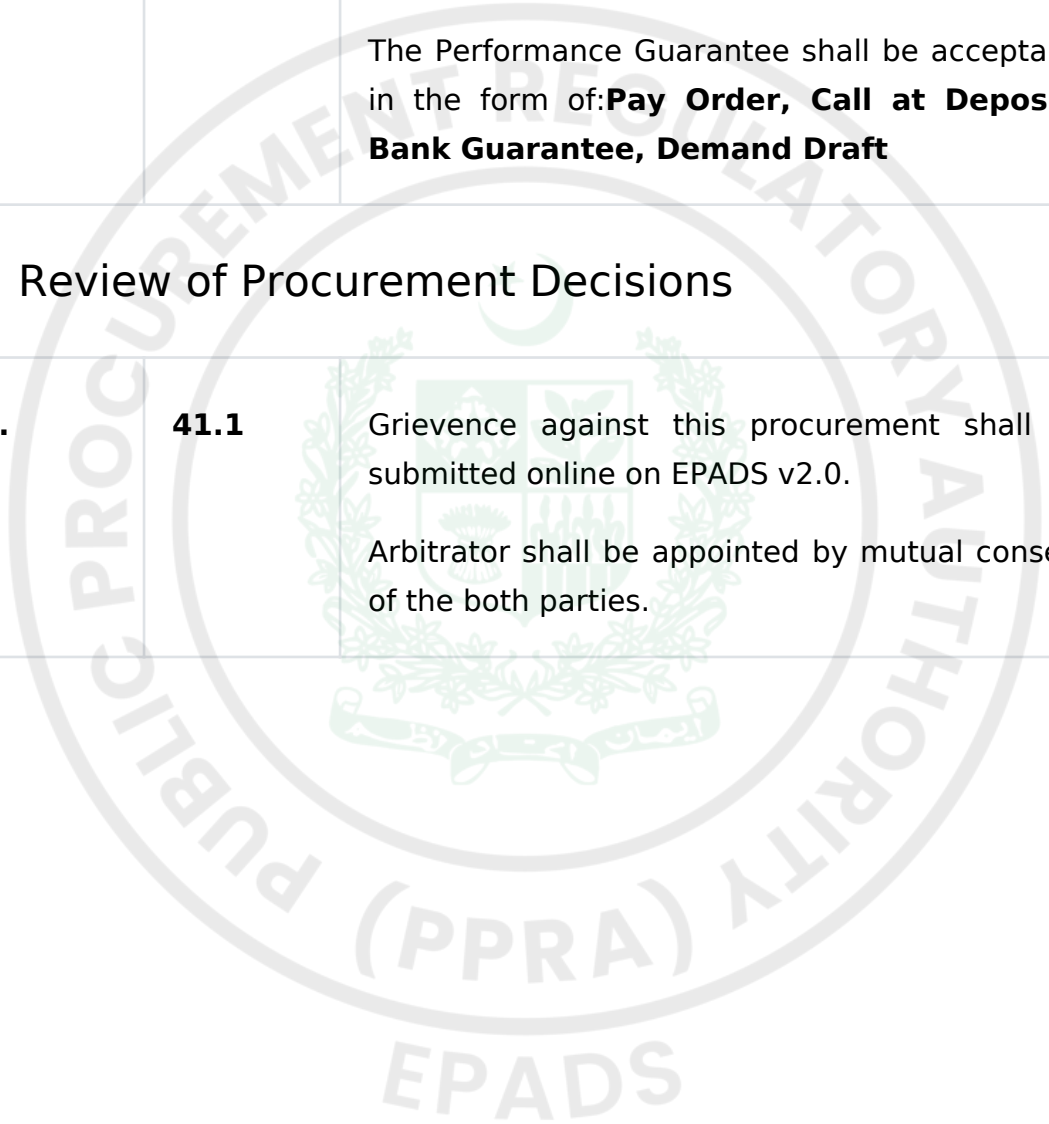 The Performance Guarantee shall be accepta
in the form of:Pay Order, Call at Depos
Bank Guarantee, Demand Draft
Review of Procurement Decisions
. 41.1 Grievence against this procurement shall
submitted online on EPADS v2.0.
Arbitrator shall be appointed by mutual conse
of the both parties.
PUBLIC PROCUREMENT REGULATORY AUTHORITY
(PPRA)
EPADS